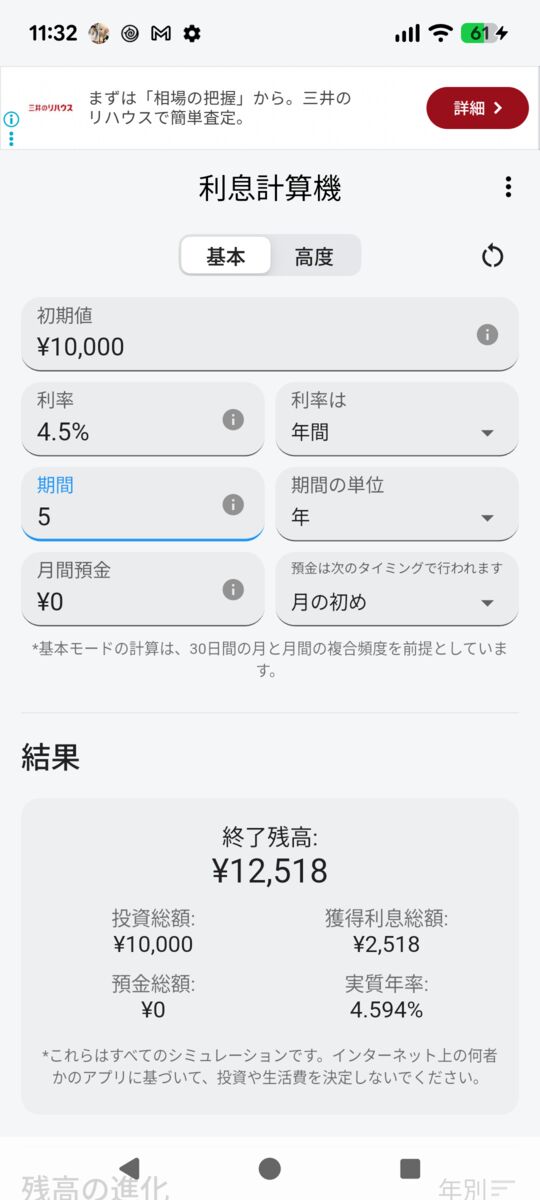 11:32
61
三井のリハウス
まずは「相場の把握」から。三井の
リハウスで簡単査定。
詳細
利息計算機
基本 高度
初期値
¥10,000
利率
4.5%
利率は
年間
期間
5
期間の単位
年
月間預金
¥0
預金は次のタイミングで行われます
月の初め
*基本モードの計算は、30日間の月と月間の複合頻度を前提としていま
す。
結果
終了残高:
¥12,518
投資総額:
¥10,000
獲得利息総額:
¥2,518
預金総額:
¥0
実質年率:
4.594%
*これらはすべてのシミュレーションです。インターネット上の何者
かのアプリに基づいて、投資や生活費を決定しないでください。
残高の進化
年別